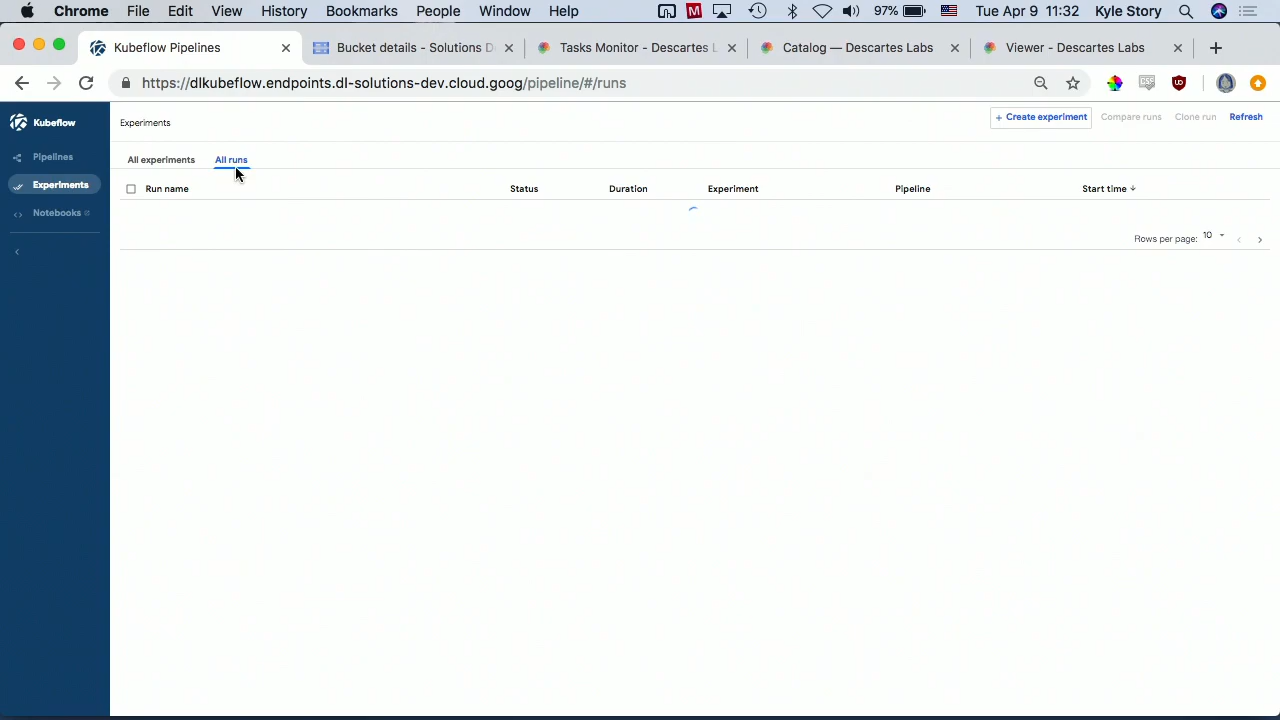 Chrome File Edit View History Bookmarks People Window Help 97% Tue Apr 9 11:32 Kyle Story
Kubeflow Pipelines Bucket details - Solutions D Tasks Monitor - Descartes L log — Descartes Labs Viewer - Descartes Labs
https://dlkubeflow.endpoints.dl-solutions-dev.cloud.goog/pipeline/#/runs
Kubeflow
Experiments
+ Create experiment Compare runs Clone run Refresh
Pipelines
Experiments
Notebooks
All experiments All runs
Run name Status Duration Experiment Pipeline Start time
Rows per page: 10